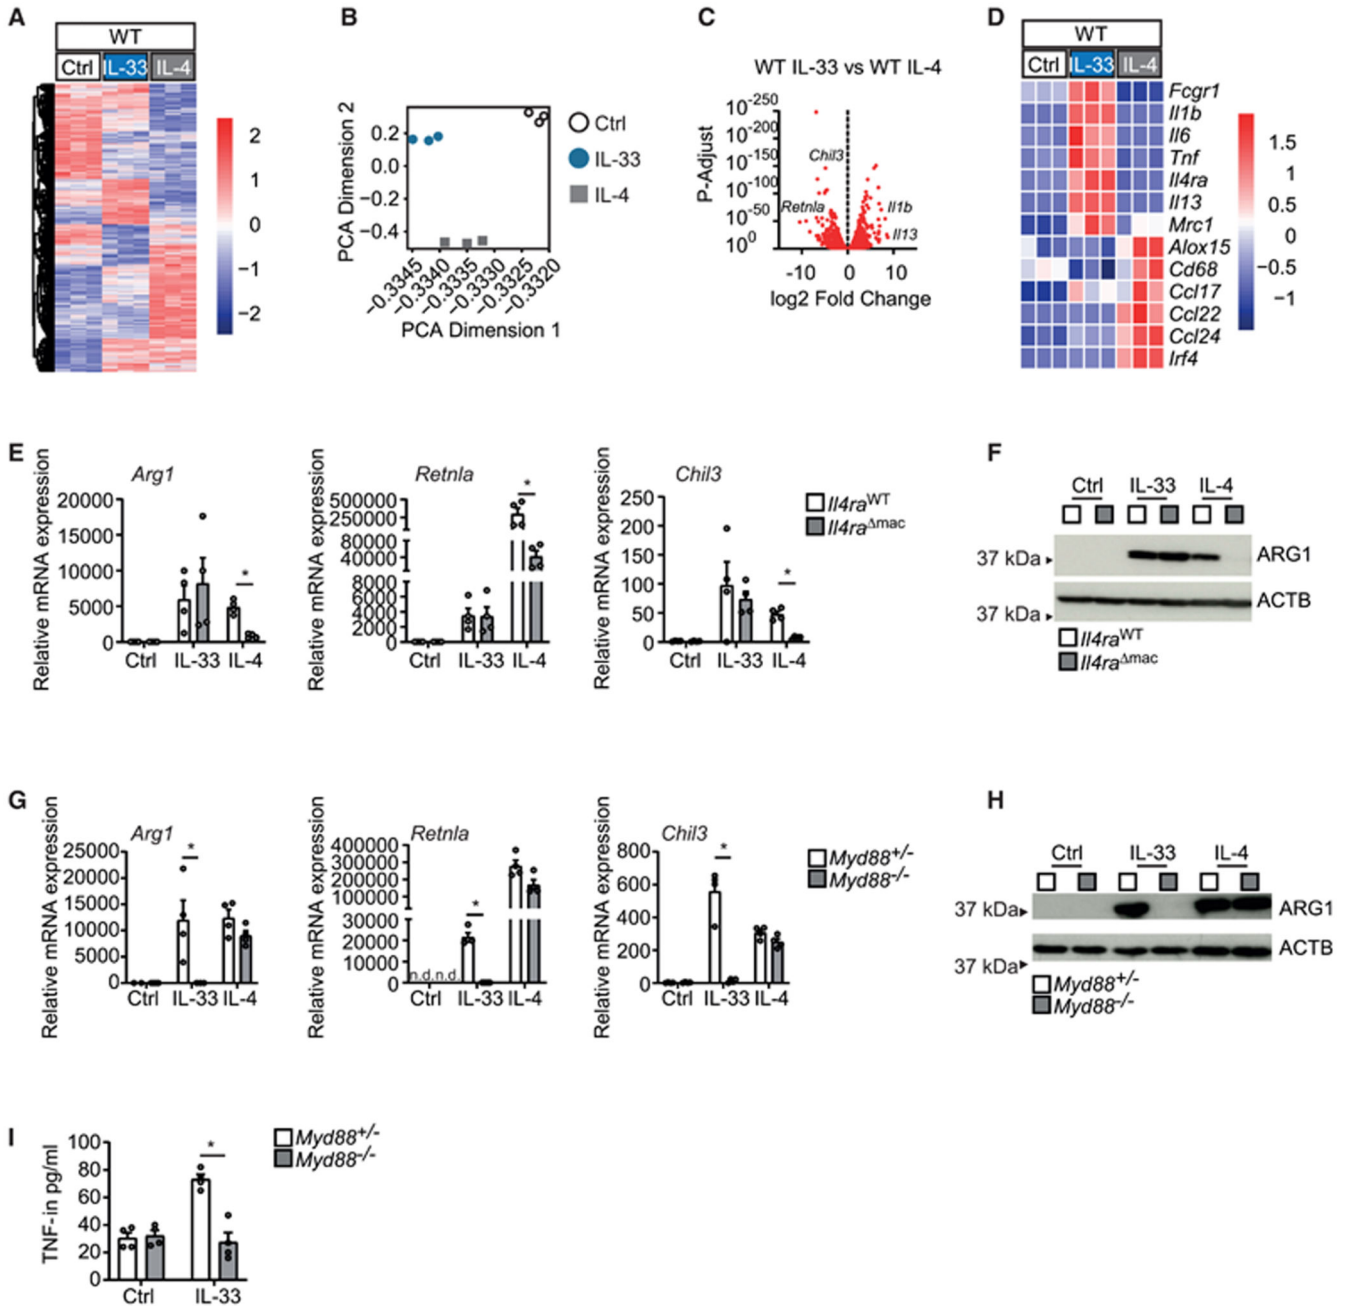 A
WT
Ctrl IL-33 IL-4
2
1
0
−1
−2
B
PCA Dimension 2
0.2
0.0
−0.2
−0.4
−0.3345
−0.3340
−0.3335
−0.3330
−0.3325
−0.3320
PCA Dimension 1
Ctrl
IL-33
IL-4
C
WT IL-33 vs WT IL-4
P-Adjust
10-250
10-200
10-150
10-100
10-50
10 0
Chil3
Retnla
Il1b
Il13
-10 0 10
log2 Fold Change
D
WT
Ctrl IL-33 IL-4
Fcgr1
Il1b
Il6
Tnf
Il4ra
Il13
Mrc1
Alox15
Cd68
Ccl17
Ccl22
Ccl24
Irf4
1.5
1
0.5
0
−0.5
−1
E
Relative mRNA expression
Arg1
20000
15000
10000
5000
0
*
Ctrl IL-33 IL-4
Relative mRNA expression
Retnla
500000
250000
80000
40000
8000
6000
4000
2000
0
*
Ctrl IL-33 IL-4
Relative mRNA expression
Chil3
250
200
150
100
50
0
*
Ctrl IL-33 IL-4
Il4raWT
Il4raΔmac
F
Ctrl IL-33 IL-4
37 kDa ARG1
37 kDa ACTB
Il4raWT
Il4raΔmac
G
Relative mRNA expression
Arg1
25000
20000
15000
10000
5000
0
*
Ctrl IL-33 IL-4
Relative mRNA expression
Retnla
400000
300000
200000
100000
30000
20000
10000
0
n.d. n.d.
*
Ctrl IL-33 IL-4
Relative mRNA expression
Chil3
800
600
400
200
0
*
Ctrl IL-33 IL-4
Myd88+/-
Myd88-/-
H
Ctrl IL-33 IL-4
37 kDa ARG1
ACTB
37 kDa
Myd88+/-
Myd88-/-
I
TNF-in pg/ml
100
80
60
40
20
0
*
Ctrl IL-33
Myd88+/-
Myd88-/-